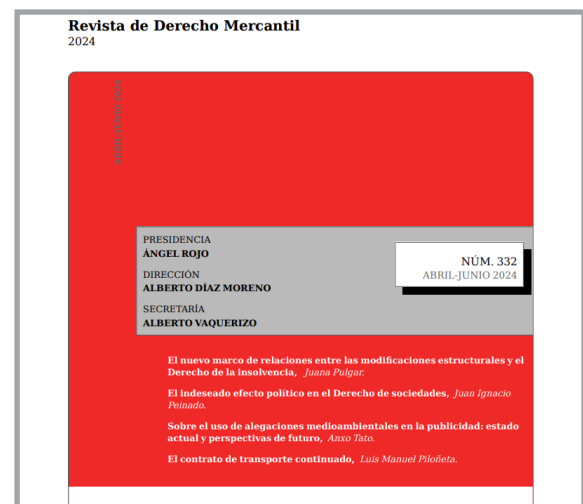 Revista de Derecho Mercantil
2024
ABRIL-JUNIO 2024
PRESIDENCIA
ÁNGEL ROJO
DIRECCIÓN
ALBERTO DÍAZ MORENO
SECRETARÍA
ALBERTO VAQUERIZO
NÚM. 332
ABRIL-JUNIO 2024
El nuevo marco de relaciones entre las modificaciones estructurales y el
Derecho de la insolvencia, Juana Pulgar.
El indeseado efecto político en el Derecho de sociedades, Juan Ignacio
Peinado.
Sobre el uso de alegaciones medioambientales en la publicidad: estado
actual y perspectivas de futuro, Anxo Tato.
El contrato de transporte continuado, Luis Manuel Piloñeta.